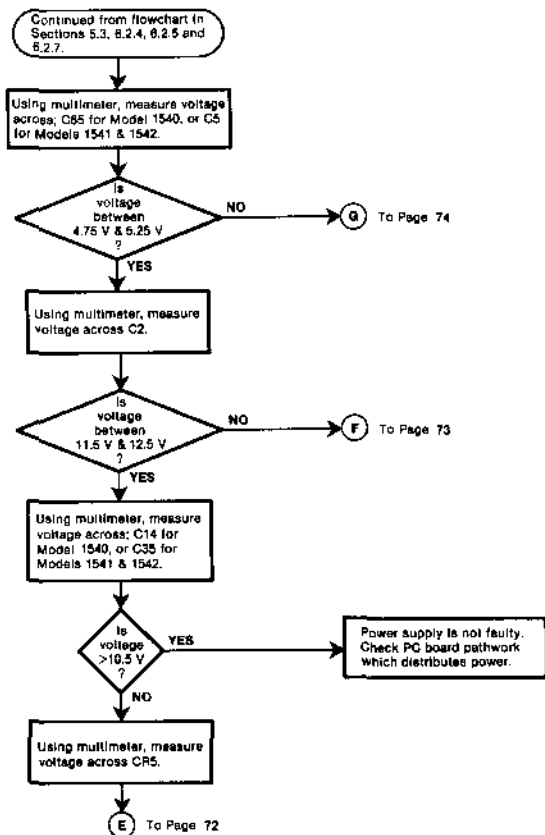 Continued from flowchart in
Sections 5.3, 6.2.4, 6.2.5 and
6.2.7.
Using multimeter, measure voltage
across; C65 for Model 1540, or C5
for Models 1541 & 1542.
Is
voltage
between
4.75 V & 5.25 V
?
NO
G To Page 74
YES
Using multimeter, measure
voltage across C2.
Is
voltage
between
11.5 V & 12.5 V
?
NO
F To Page 73
YES
Using multimeter, measure
voltage across; C14 for
Model 1540, or C35 for
Models 1541 & 1542.
Is
voltage
>10.5 V
?
YES
Power supply is not faulty.
Check PC board pathwork
which distributes power.
NO
Using multimeter, measure
voltage across CR5.
E To Page 72